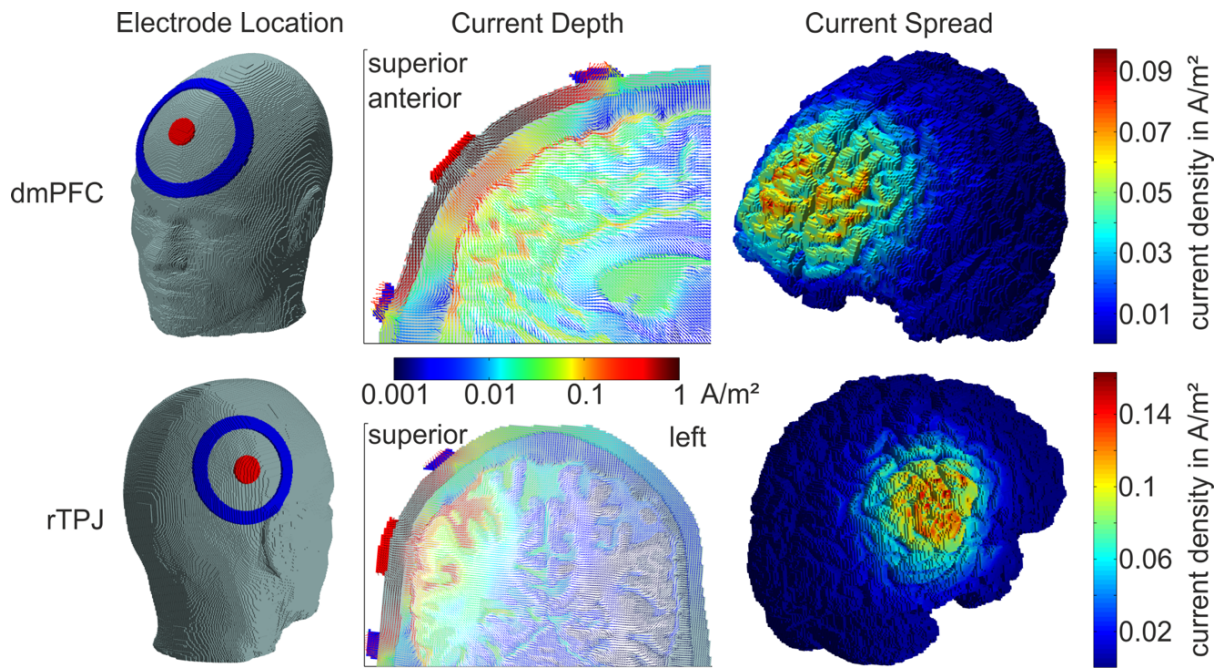 Electrode Location
Current Depth
Current Spread
dmPFC
superior
anterior
0.09
0.07
0.05
0.03
0.01
current density in A/m²
0.001 0.01 0.1 1 A/m²
rTPJ
superior
left
0.14
0.1
0.06
0.02
current density in A/m²